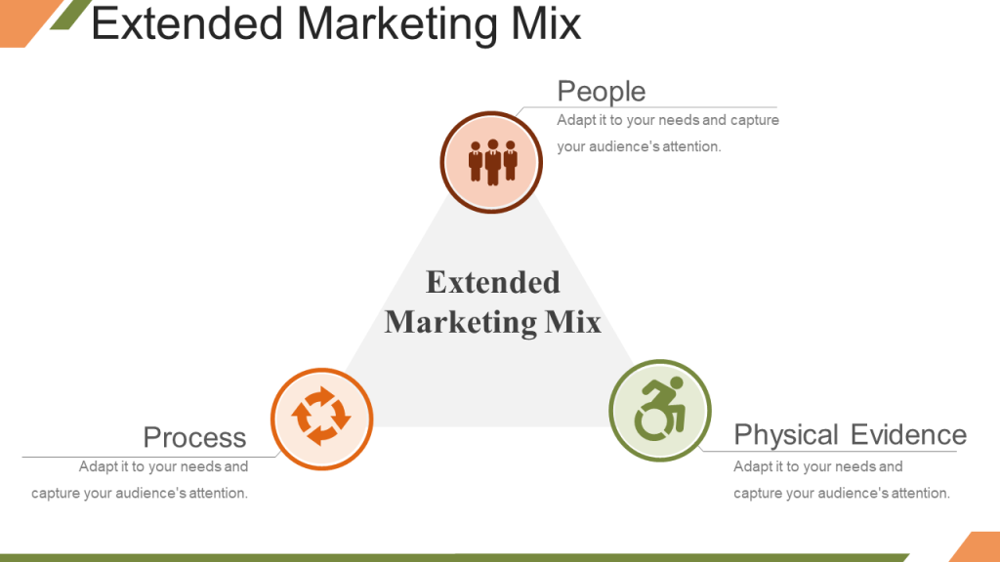 Extended Marketing Mix
People
Adapt it to your needs and capture
your audience's attention.
Extended
Marketing Mix
Process
Adapt it to your needs and
capture your audience's attention.
Physical Evidence
Adapt it to your needs and
capture your audience's attention.